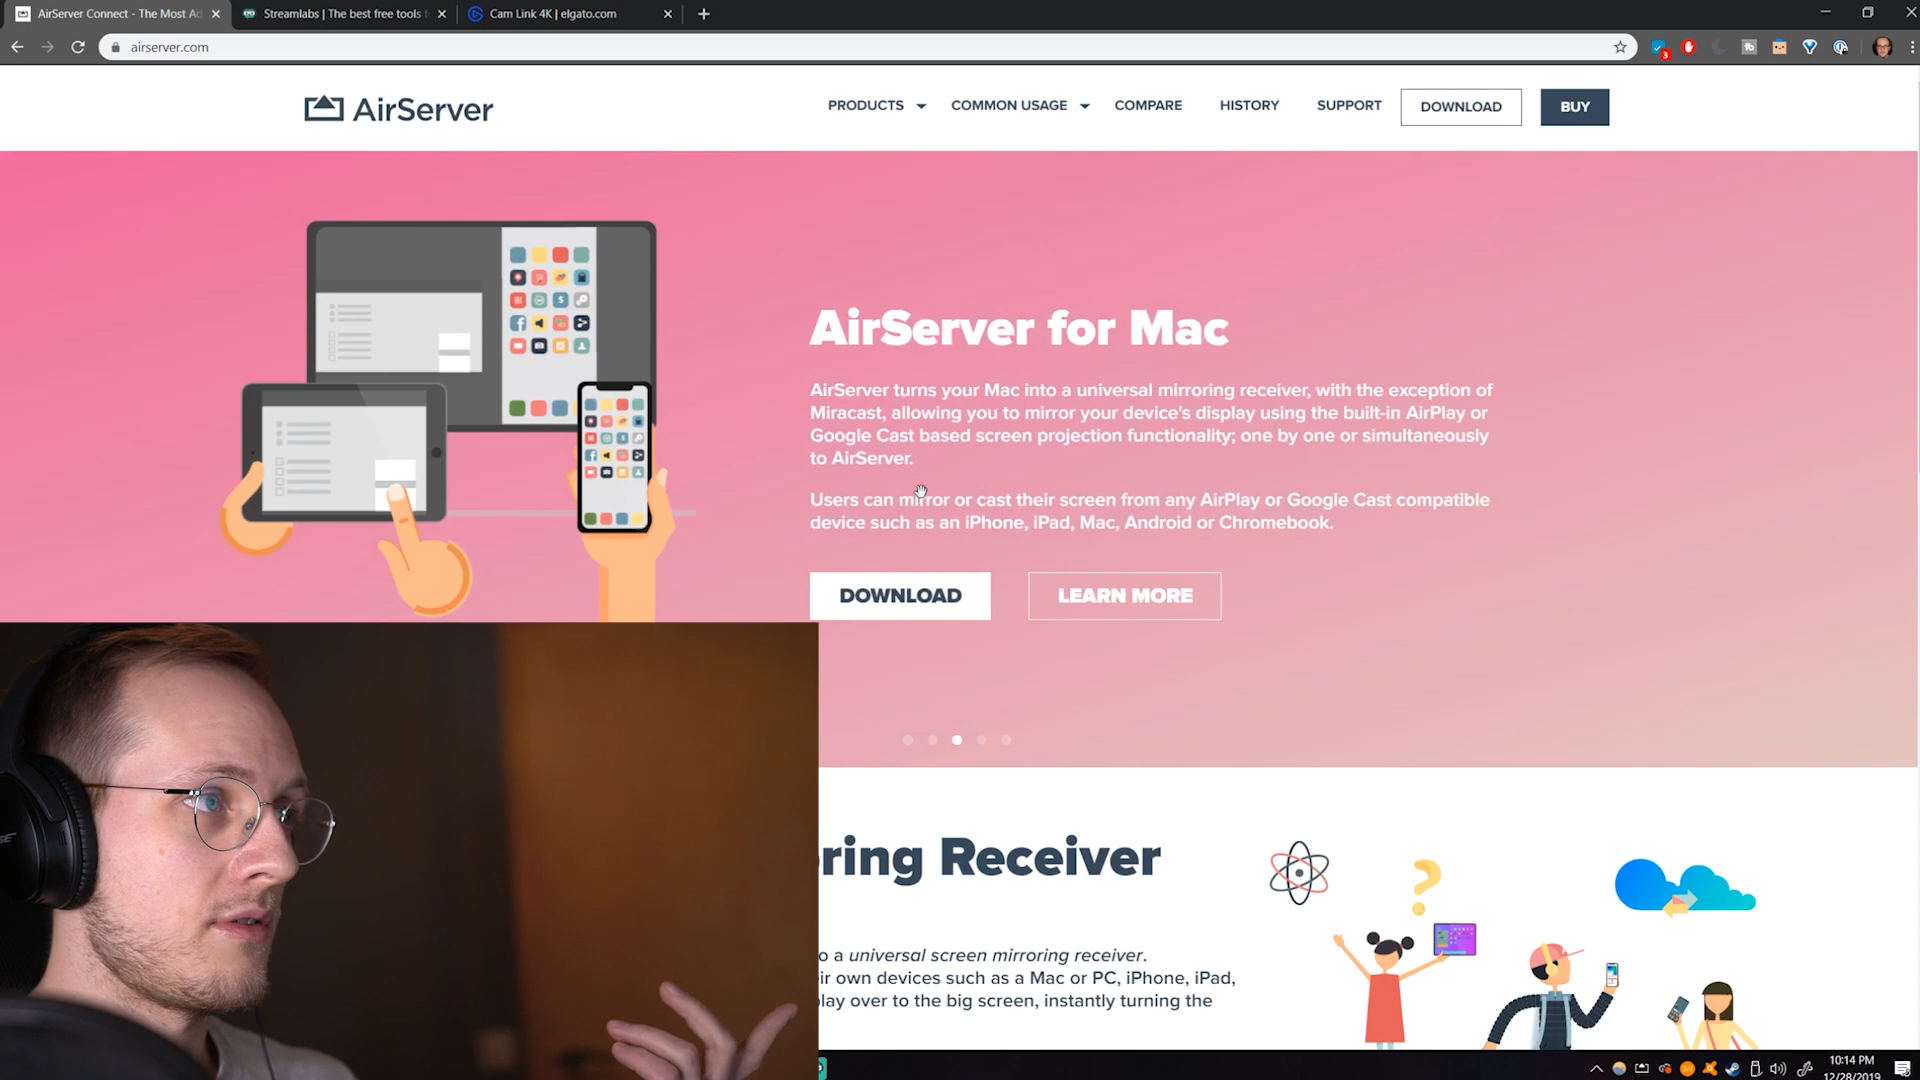 AirServer Connect - The Most Ad
Streamlabs | The best free tools f
Cam Link 4K | elgato.com
airserver.com
3
AirServer
PRODUCTS
COMMON USAGE
COMPARE
HISTORY
SUPPORT
DOWNLOAD
BUY
AirServer for Mac
AirServer turns your Mac into a universal mirroring receiver, with the exception of
Miracast, allowing you to mirror your device's display using the built-in AirPlay or
Google Cast based screen projection functionality; one by one or simultaneously
to AirServer.
Users can mirror or cast their screen from any AirPlay or Google Cast compatible
device such as an iPhone, iPad, Mac, Android or Chromebook.
DOWNLOAD
LEARN MORE
ring Receiver
o a universal screen mirroring receiver.
ir own devices such as a Mac or PC, iPhone, iPad,
lay over to the big screen, instantly turning the
10:14 PM
12/28/2019